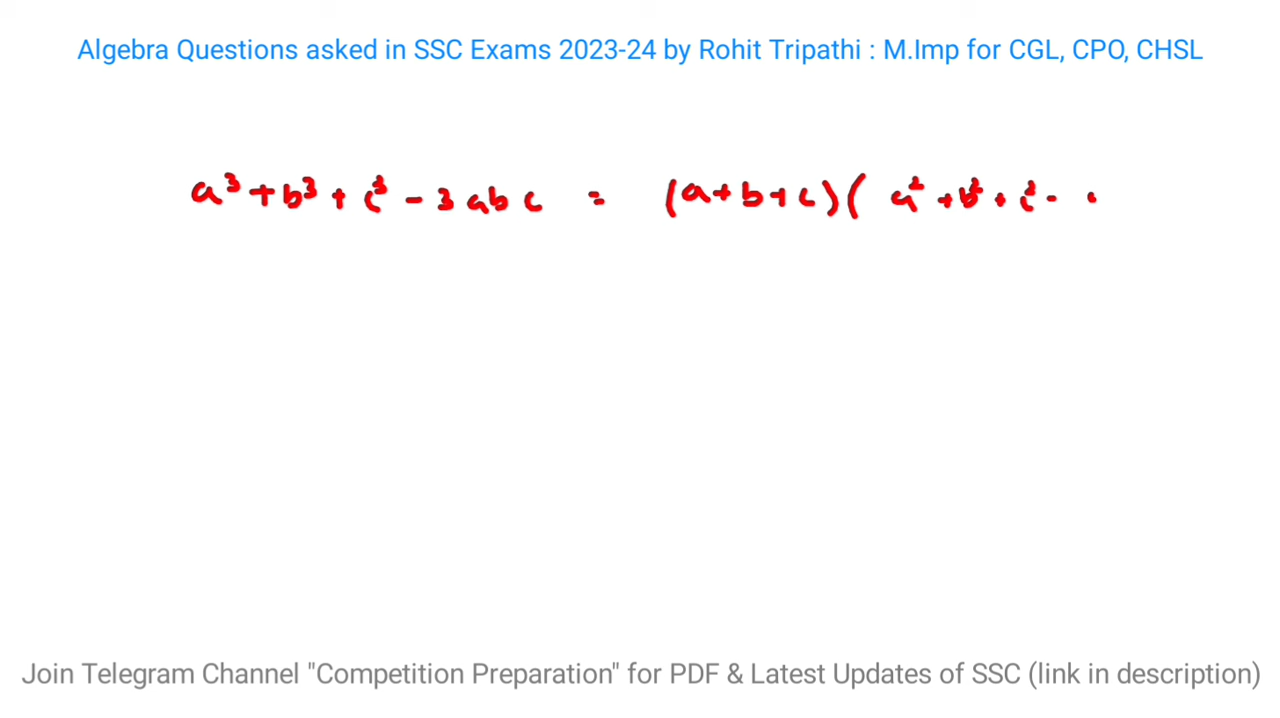 Algebra Questions asked in SSC Exams 2023-24 by Rohit Tripathi : M.Imp for CGL, CPO, CHSL
a³ + b³ + c³ - 3abc = (a+b+c)(a² + b² + c² -
Join Telegram Channel "Competition Preparation" for PDF & Latest Updates of SSC (link in description)